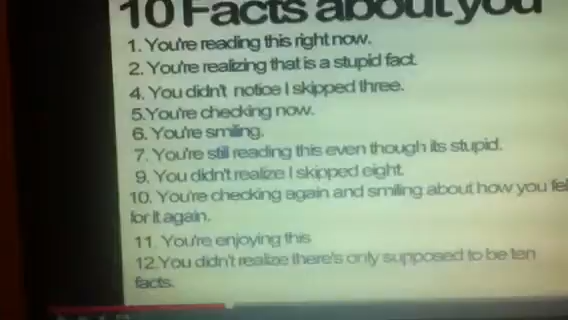 10 Facts about you
1. You're reading this right now.
2. You're realizing that is a stupid fact.
4. You didn't notice I skipped three.
5.You're checking now.
6. You're smiling.
7. You're still reading this even though its stupid.
9. You didn't realize I skipped eight.
10. You're checking again and smiling about how you fel
for it again.
11. You're enjoying this
12.You didn't realize there's only supposed to be ten
facts.